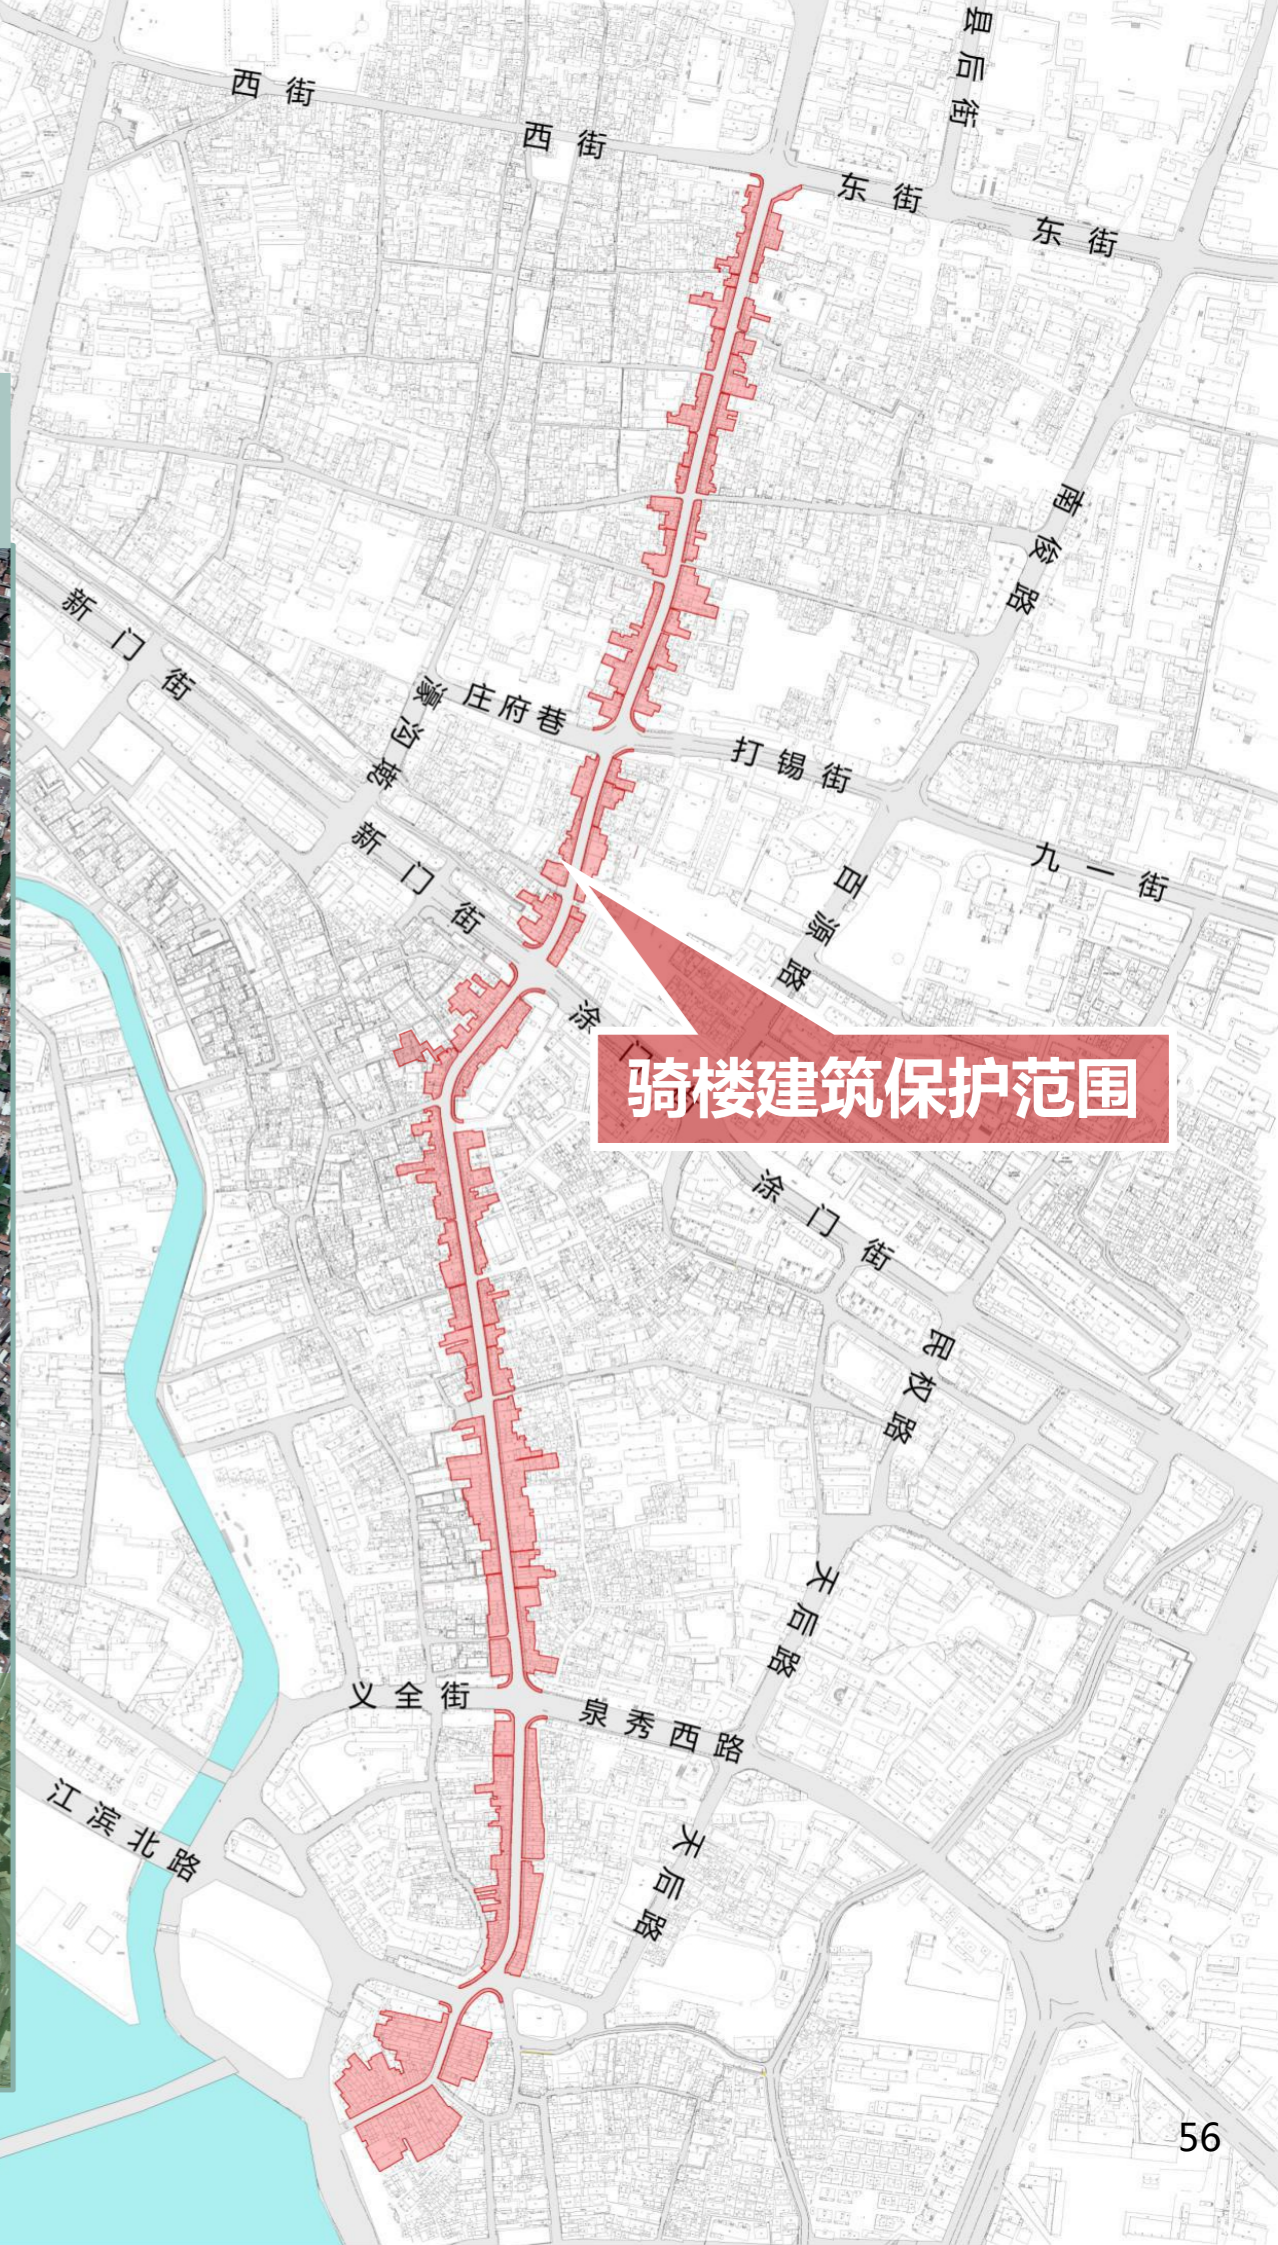 县后街
西街
西街
东街
东街
南俊路
新门街
濠沟墘
庄府巷
打锡街
新门街
九一街
百源路
涂门
骑楼建筑保护范围
涂门街
民权路
天后路
义全街
泉秀西路
江滨北路
天后路
56